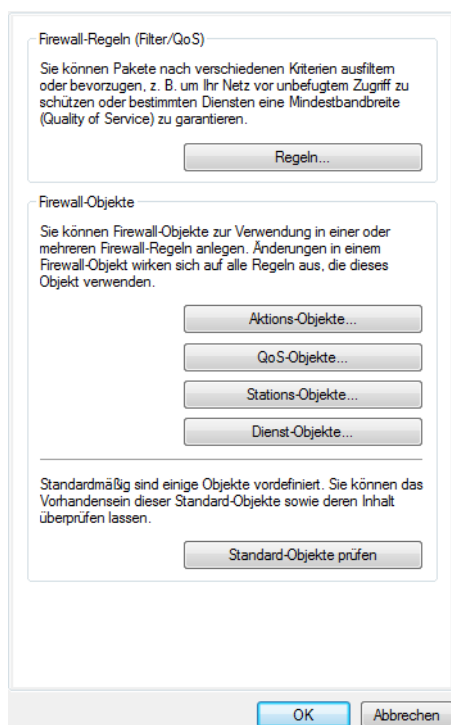 Firewall-Regeln (Filter/QoS)
Sie können Pakete nach verschiedenen Kriterien ausfiltern
oder bevorzugen, z. B. um Ihr Netz vor unbefugtem Zugriff zu
schützen oder bestimmten Diensten eine Mindestbandbreite
(Quality of Service) zu garantieren.
Regeln...
Firewall-Objekte
Sie können Firewall-Objekte zur Verwendung in einer oder
mehreren Firewall-Regeln anlegen. Änderungen in einem
Firewall-Objekt wirken sich auf alle Regeln aus, die dieses
Objekt verwenden.
Aktions-Objekte...
QoS-Objekte...
Stations-Objekte...
Dienst-Objekte...
Standardmäßig sind einige Objekte vordefiniert. Sie können das
Vorhandensein dieser Standard-Objekte sowie deren Inhalt
überprüfen lassen.
Standard-Objekte prüfen
OK
Abbrechen